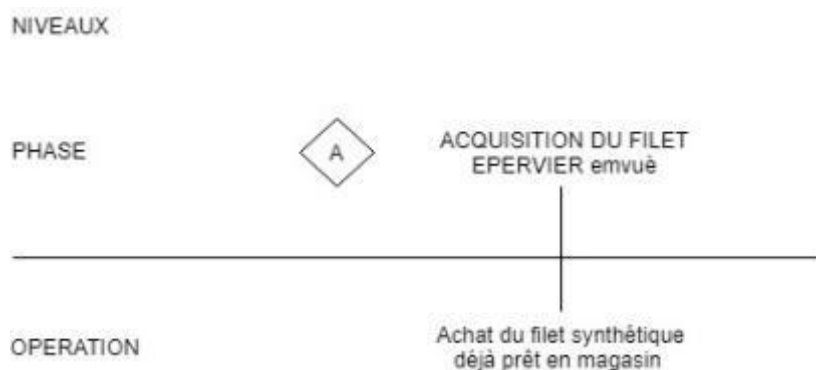 NIVEAUX
PHASE
A
ACQUISITION DU FILET
EPERVIER emvuè
OPERATION
Achat du filet synthétique
déjà prêt en magasin